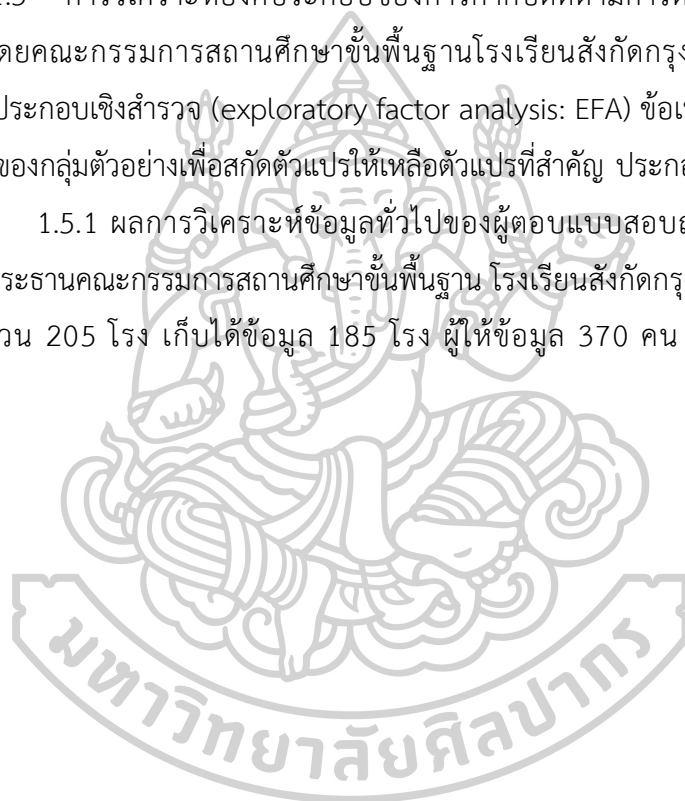 การวิเคราะห์องค์ประกอบของการกำกับติดตามการ
โดยคณะกรรมการสถานศึกษาขั้นพื้นฐานโรงเรียนสังกัดกรุง
ประกอบเชิงสำรวจ (exploratory factor analysis: EFA)
ของกลุ่มตัวอย่างเพื่อสกัดตัวแปรให้เหลือตัวแปรที่สำคัญ
1.5.1 ผลการวิเคราะห์ข้อมูลทั่วไปของผู้ตอบแบบสอบถ
ระธานคณะกรรมการสถานศึกษาขั้นพื้นฐาน โรงเรียนสังกัดกรุ
วน 205 โรง เก็บได้ข้อมูล 185 โรง ผู้ให้ข้อมูล 370 คน
มหาวิทยาลัยศิลปากร